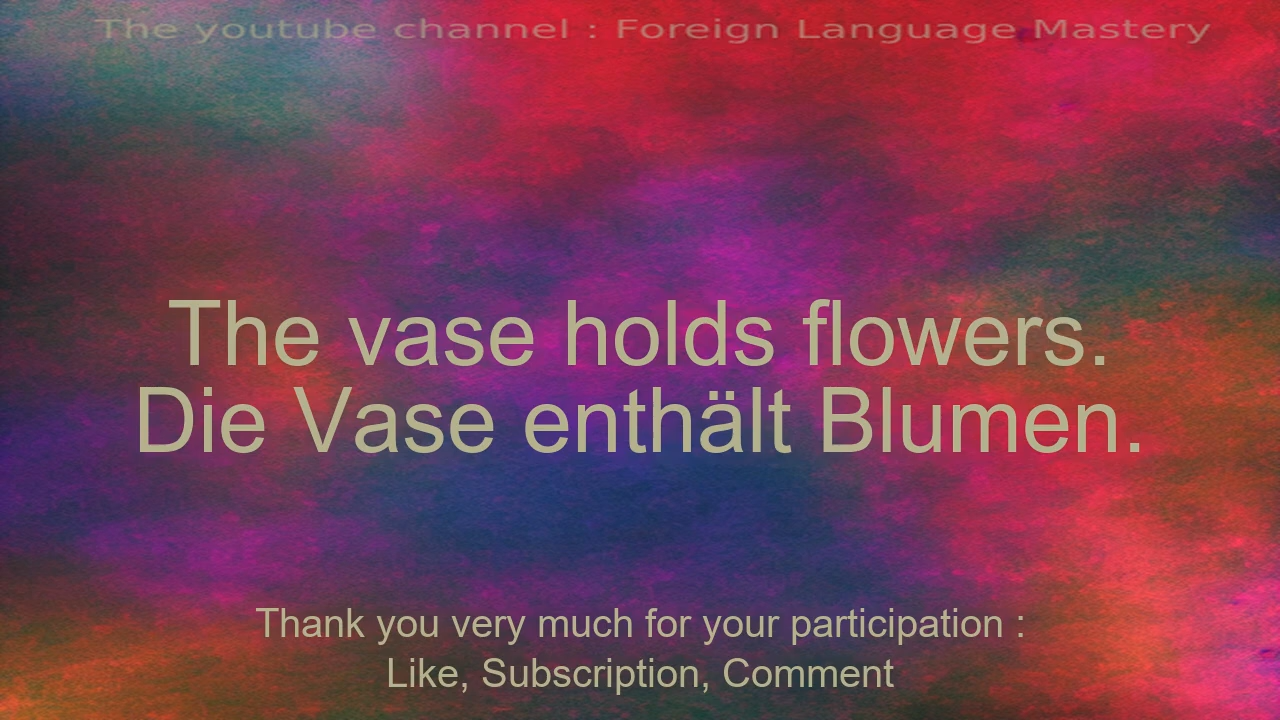 The youtube channel : Foreign Language Mastery
The vase holds flowers.
Die Vase enthält Blumen.
Thank you very much for your participation :
Like, Subscription, Comment